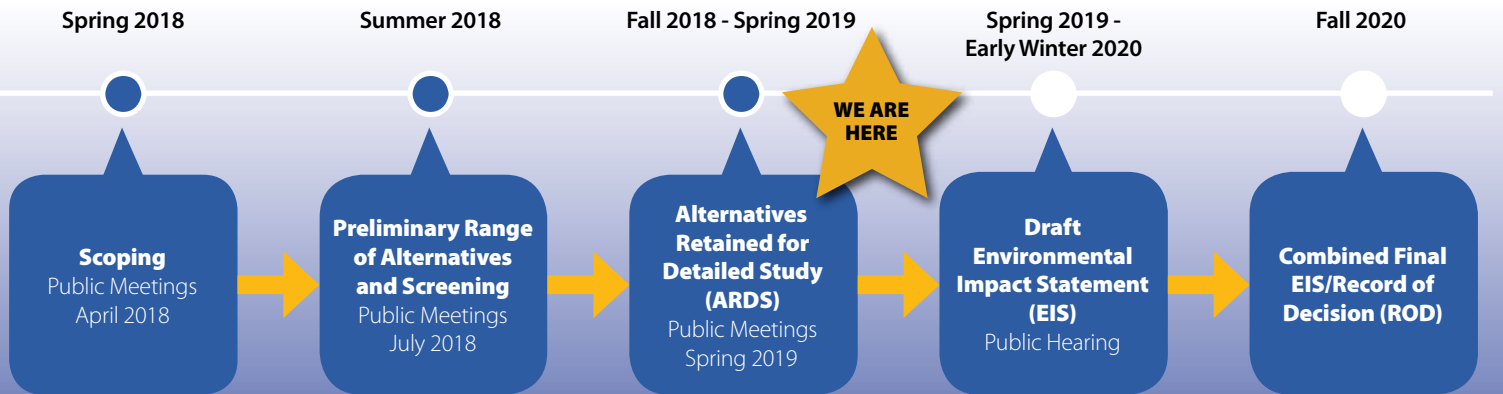 Spring 2018
Summer 2018
Fall 2018 - Spring 2019
Spring 2019 -
Early Winter 2020
Fall 2020
WE ARE
HERE
Scoping
Public Meetings
April 2018
Preliminary Range
of Alternatives
and Screening
Public Meetings
July 2018
Alternatives
Retained for
Detailed Study
(ARDS)
Public Meetings
Spring 2019
Draft
Environmental
Impact Statement
(EIS)
Public Hearing
Combined Final
EIS/Record of
Decision (ROD)